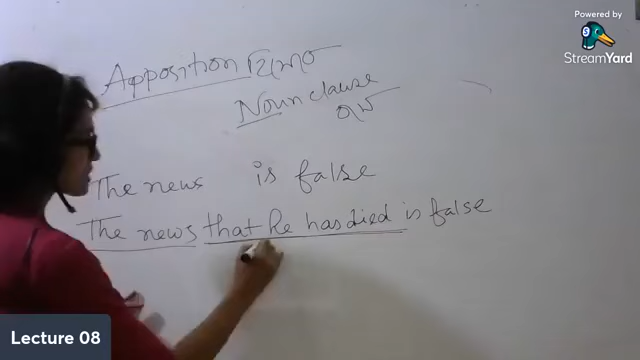 Powered by
StreamYard
Apposition হিসেবে
Noun clause
The news is false
The news that he has died is false
Lecture 08